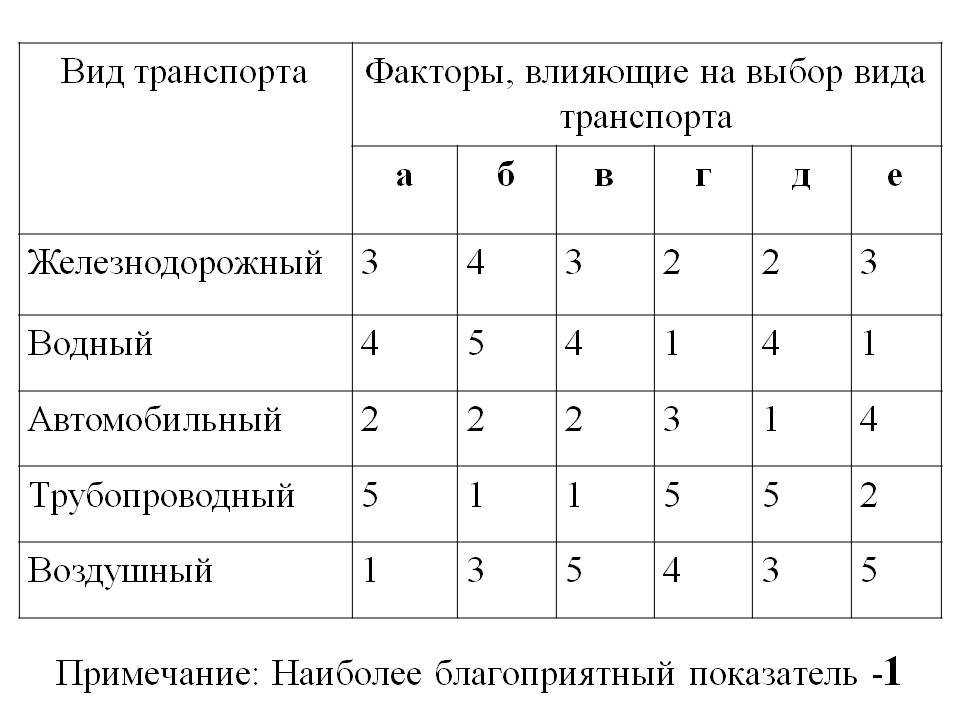 Вид транспорта Факторы, влияющие на выбор вида
транспорта
а б в г д е
Железнодорожный 3 4 3 2 2 3
Водный 4 5 4 1 4 1
Автомобильный 2 2 2 3 1 4
Трубопроводный 5 1 1 5 5 2
Воздушный 1 3 5 4 3 5
Примечание: Наиболее благоприятный показатель -1